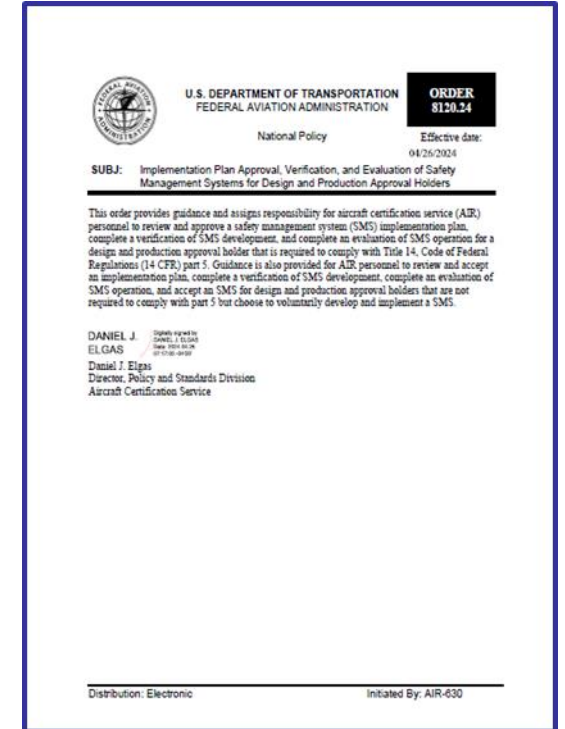 U.S. DEPARTMENT OF TRANSPORTATION
FEDERAL AVIATION ADMINISTRATION
National Policy
ORDER
8120.24
Effective date:
04/26/2024
SUBJ: Implementation Plan Approval, Verification, and Evaluation of Safety
Management Systems for Design and Production Approval Holders
This order provides guidance and assigns responsibility for aircraft certification service (AIR)
personnel to review and approve a safety management system (SMS) implementation plan,
complete a verification of SMS development, and complete an evaluation of SMS operation for a
design and production approval holder that is required to comply with Title 14, Code of Federal
Regulations (14 CFR) part 5. Guidance is also provided for AIR personnel to review and accept
an implementation plan, complete a verification of SMS development, complete an evaluation of
SMS operation, and accept an SMS for design and production approval holders that are not
required to comply with part 5 but choose to voluntarily develop and implement a SMS.
DANIEL J.
ELGAS
Digitally signed by
DANIEL J. ELGAS
Daniel J. Elgas
Director, Policy and Standards Division
Aircraft Certification Service
Distribution: Electronic
Initiated By: AIR-630